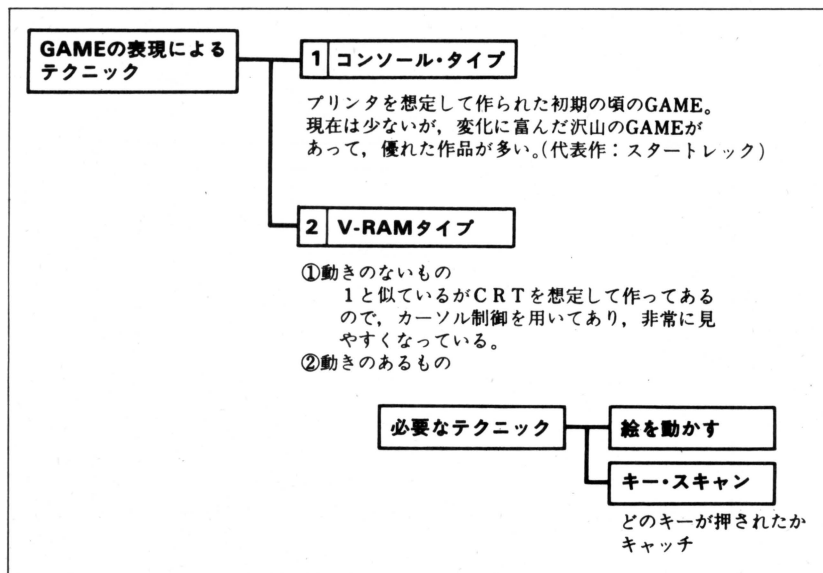 GAMEの表現による
テクニック
1 コンソール・タイプ
プリンタを想定して作られた初期の頃のGAME。
現在は少ないが，変化に富んだ沢山のGAMEが
あって，優れた作品が多い。(代表作：スタートレック)
2 V-RAMタイプ
①動きのないもの
1と似ているがCRTを想定して作ってある
ので，カーソル制御を用いてあり，非常に見
やすくなっている。
②動きのあるもの
必要なテクニック
絵を動かす
キー・スキャン
どのキーが押されたか
キャッチ